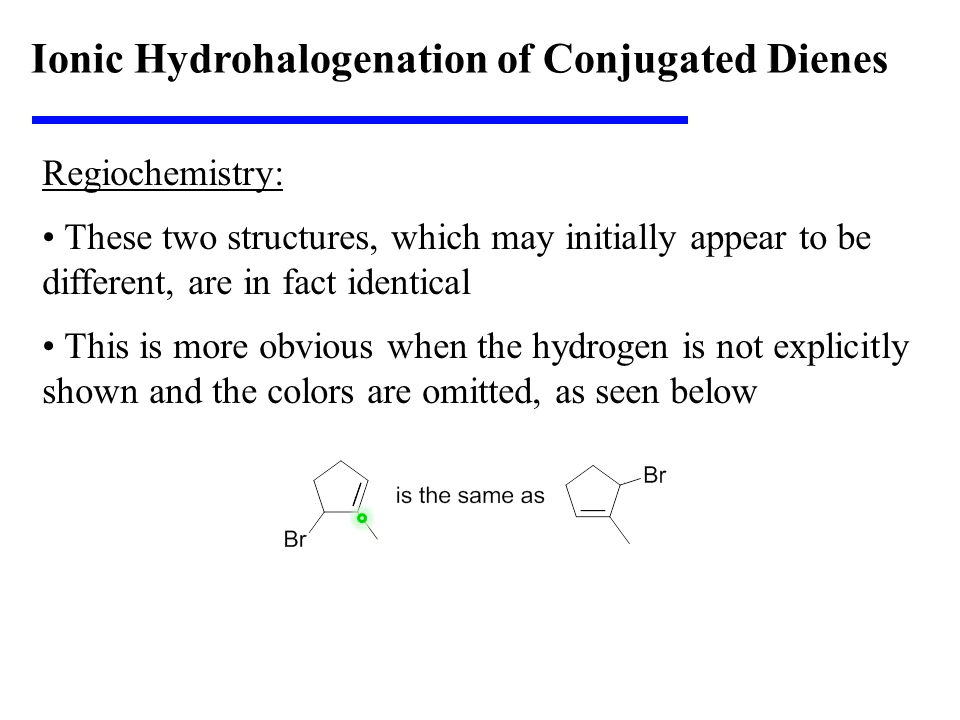 Ionic Hydrohalogenation of Conjugated Dienes
Regiochemistry:
• These two structures, which may initially appear to be
different, are in fact identical
• This is more obvious when the hydrogen is not explicitly
shown and the colors are omitted, as seen below
Br
is the same as
Br